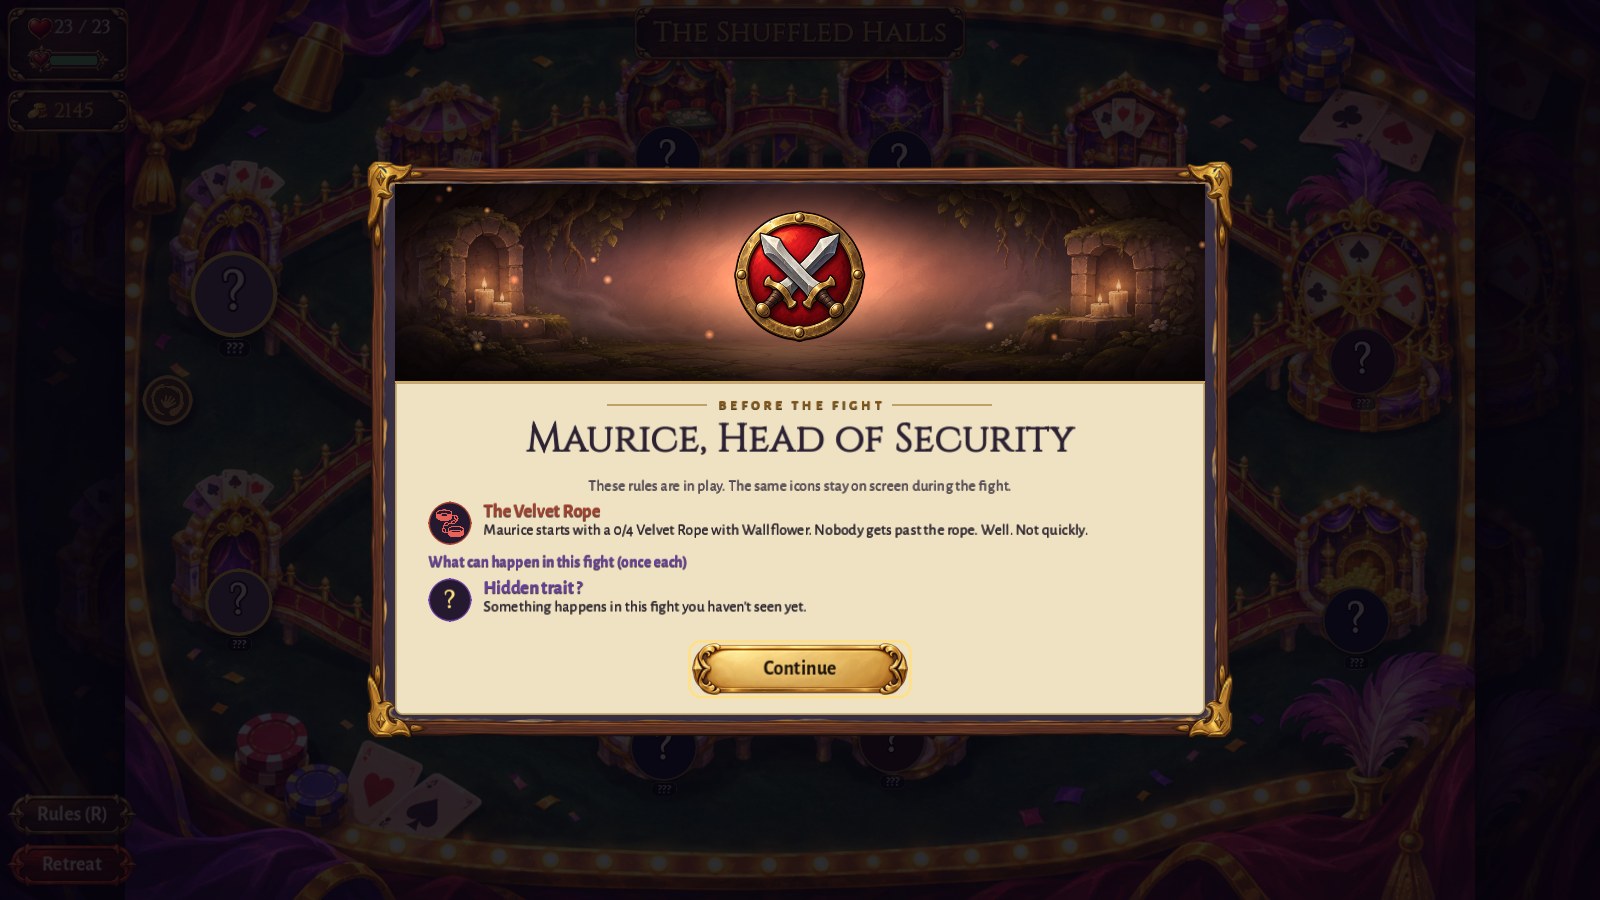 23 / 23
THE SHUFFLED HALLS
2145
?
?
?
???
BEFORE THE FIGHT
MAURICE, HEAD OF SECURITY
These rules are in play. The same icons stay on screen during the fight.
The Velvet Rope
Maurice starts with a 0/4 Velvet Rope with Wallflower. Nobody gets past the rope. Well. Not quickly.
What can happen in this fight (once each)
?
Hidden trait ?
Something happens in this fight you haven't seen yet.
Continue
?
???
?
???
?
???
?
???
?
???
Rules (R)
Retreat